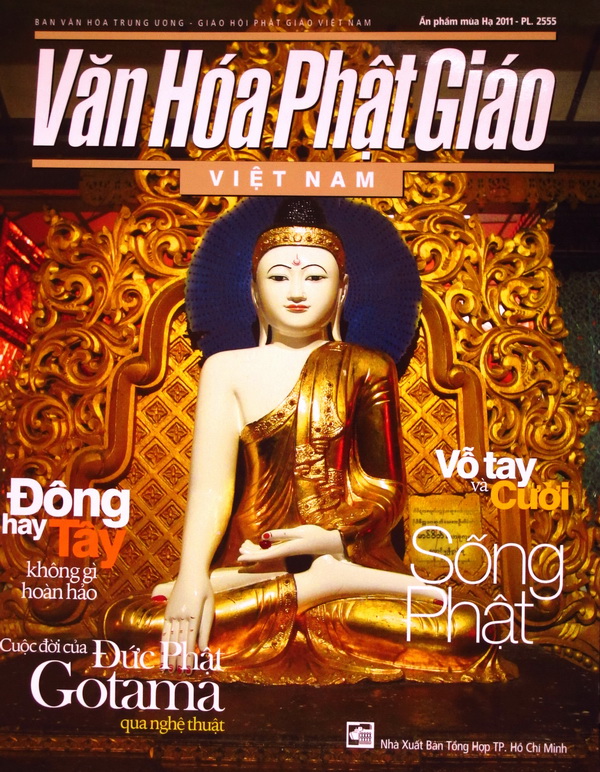 BAN VĂN HÓA TRUNG ƯƠNG - GIÁO HỘI PHẬT GIÁO VIỆT NAM
Ấn phẩm mùa Hạ 2011 - PL. 2555
Văn Hóa Phật Giáo
VIỆT NAM
Đông
hay Tây
không gì
hoàn hảo
Vỗ tay
và Cười
Sống
Phật
Cuộc đời của Đức Phật
Gotama
qua nghệ thuật
Nhà Xuất Bản Tổng Hợp TP. Hồ Chí Minh